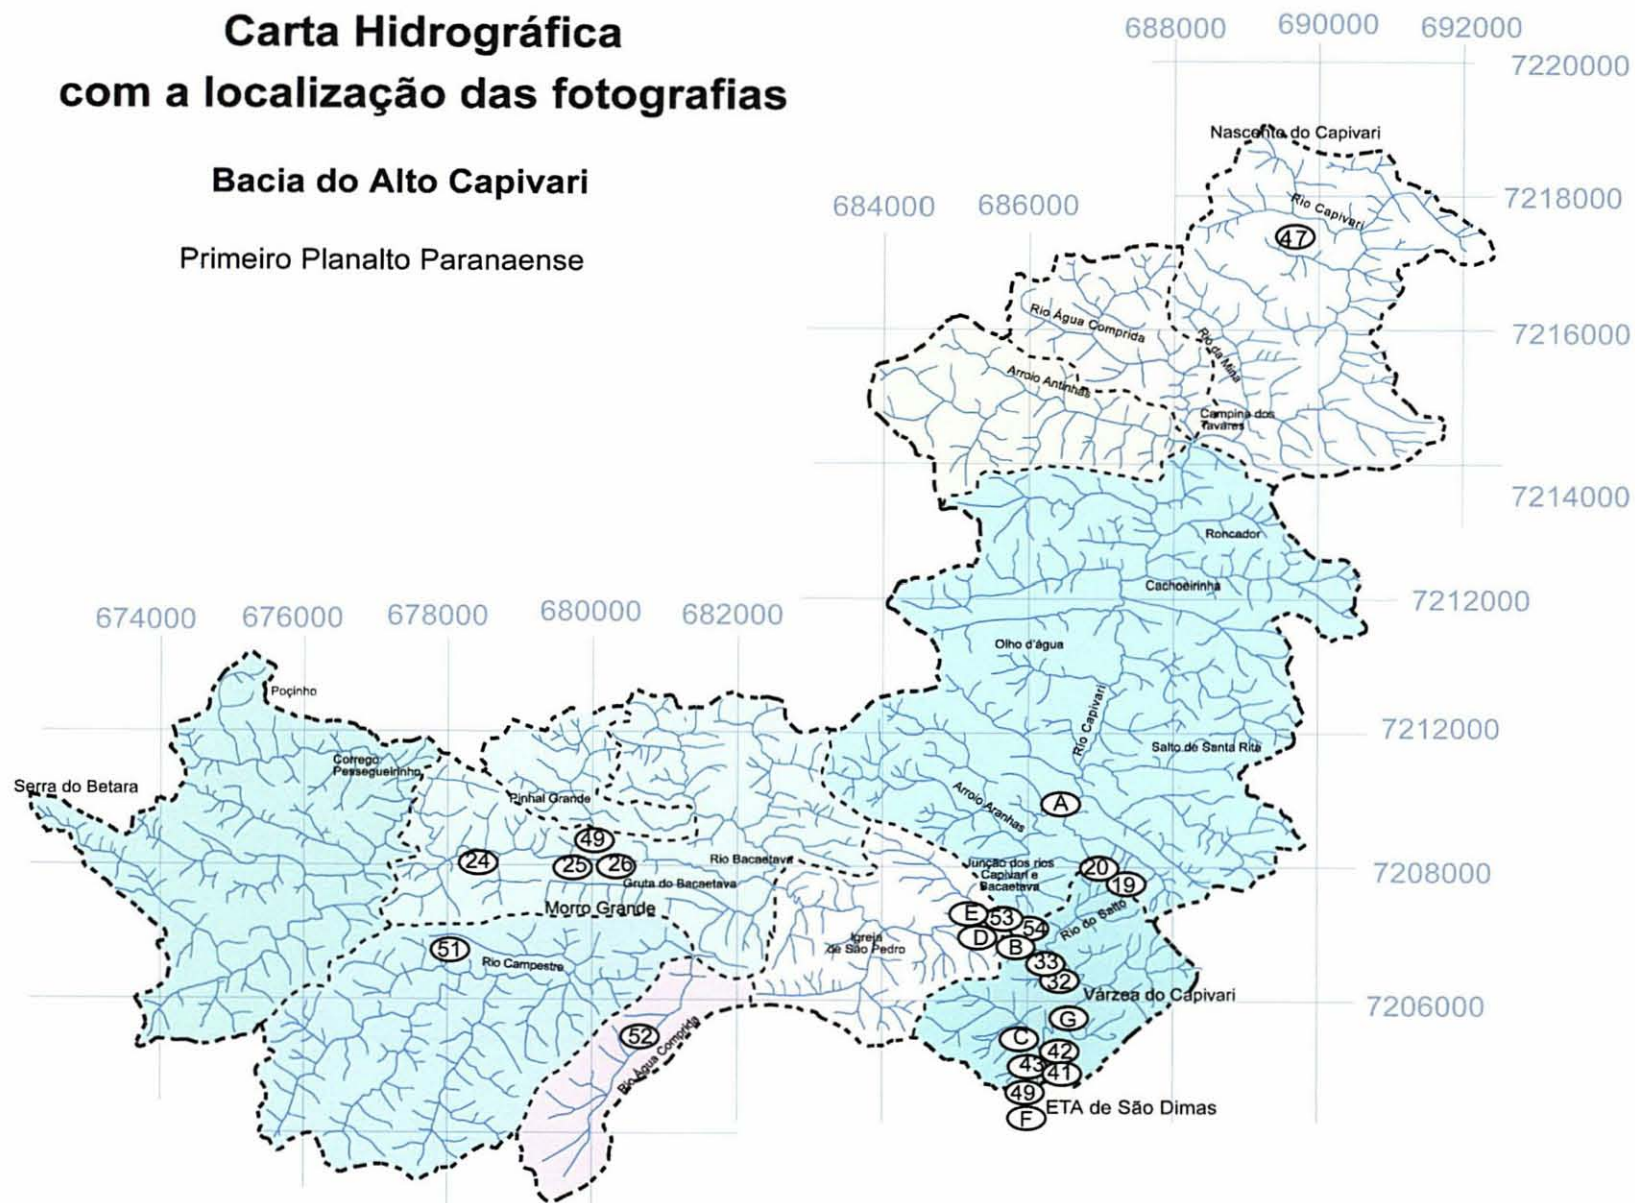 Carta Hidrográfica
com a localização das fotografias
Bacia do Alto Capivari
Primeiro Planalto Paranaense
688000 690000 692000
7220000
Nascente do Capivari
7218000
684000 686000
Rio Capivari
47
Rio Água Comprida
7216000
Rio da Mina
Arroio Antinhas
Campina dos
Tavares
7214000
Roncador
Cachoeirinha
7212000
674000 676000 678000 680000 682000
Olho d'água
Poçinho
Rio Capivari
7212000
Salto de Santa Rita
Corrego
Pessegueirinho
Serra do Betara
Pinhal Grande
Arroio Aranhas
A
49
24 25 26
Rio Bacaetava
Gruta do Bacaetava
Junção dos rios
Capivari e
Bacaetava
20
19
7208000
Morro Grande
E 53 54
D B
Rio do Salto
Igreja
de São Pedro
51
Rio Campestre
33
32
Várzea do Capivari
7206000
G
52
Rio Água Comprida
C
42
43 41
49
ETA de São Dimas
F